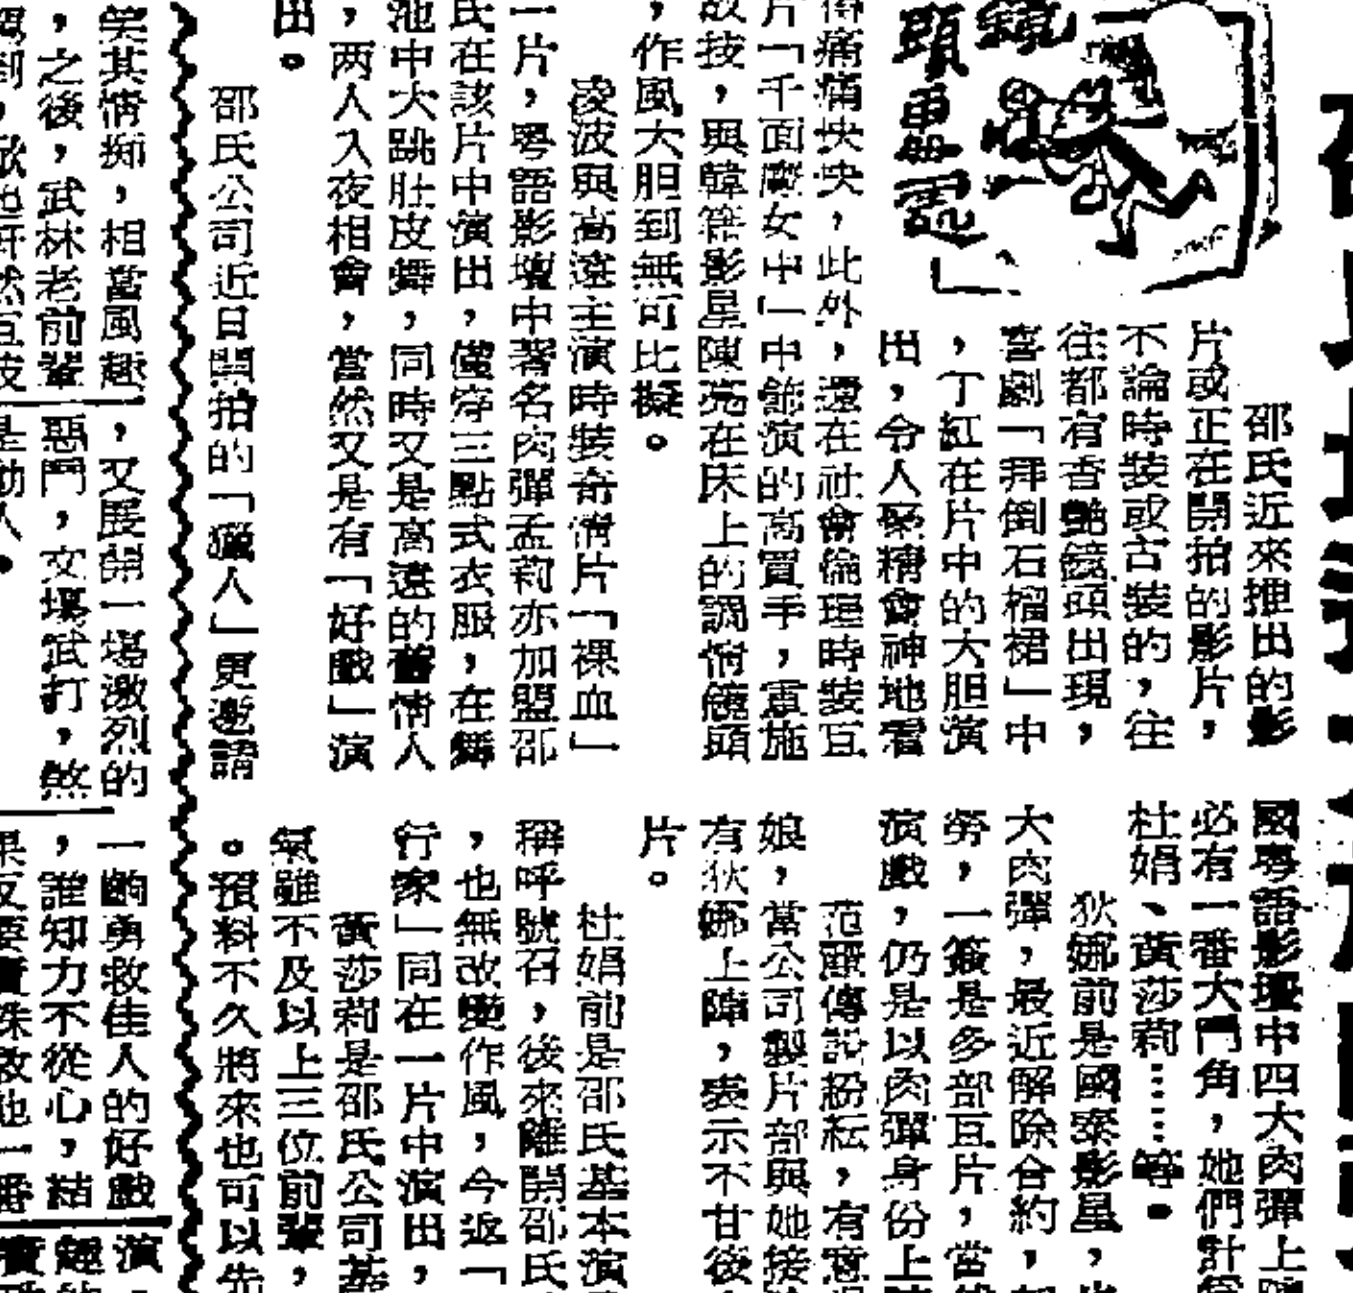 邵氏近來推出的影
片或正在開拍的影片，
不論時裝或古裝的，往
往都有香艷鏡頭出現，
喜劇「拜倒石榴裙」中
，丁紅在片中的大胆演
出，令人聚精會神地看
得痛痛快快，此外，還在社會倫理時裝巨
片「千面魔女中」中飾演的高買手，重施
故技，與韓籍影星陳亮在床上的調情鏡頭
，作風大胆到無可比擬。
凌波與高遠主演時裝奇情片「裸血」
一片，粵語影壇中著名肉彈孟莉亦加盟邵
氏在該片中演出，僅穿三點式衣服，在舞
池中大跳肚皮舞，同時又是高遠的舊情人
，两人入夜相會，當然又是有「好戲」演
出。
邵氏公司近日開拍的「獵人」更邀請
國粵語影壇中四大肉彈上
必有一番大鬥角，她們計
杜娟、黃莎莉……等。
狄娜前是國泰影星，
大肉彈，最近解除合約，
勞，一簽是多部巨片，當
演戲，仍是以肉彈身份上
范麗傳說紛紜，有意
娘，當公司製片部與她接
有狄娜上陣，表示不甘後
片。
杜娟前是邵氏基本演
稱呼號召，後來離開邵氏
，也無改變作風，今返「
行家」同在一片中演出，
黃莎莉是邵氏公司基
氣雖不及以上三位前輩，
。預料不久將來也可以先
笑其情痴，相當風趣
，之後，武林老前輩
，又展開一場激烈的
惡鬥，文場武打，煞
是動人。
一齣勇救佳人的好戲
，誰知力不從心，結